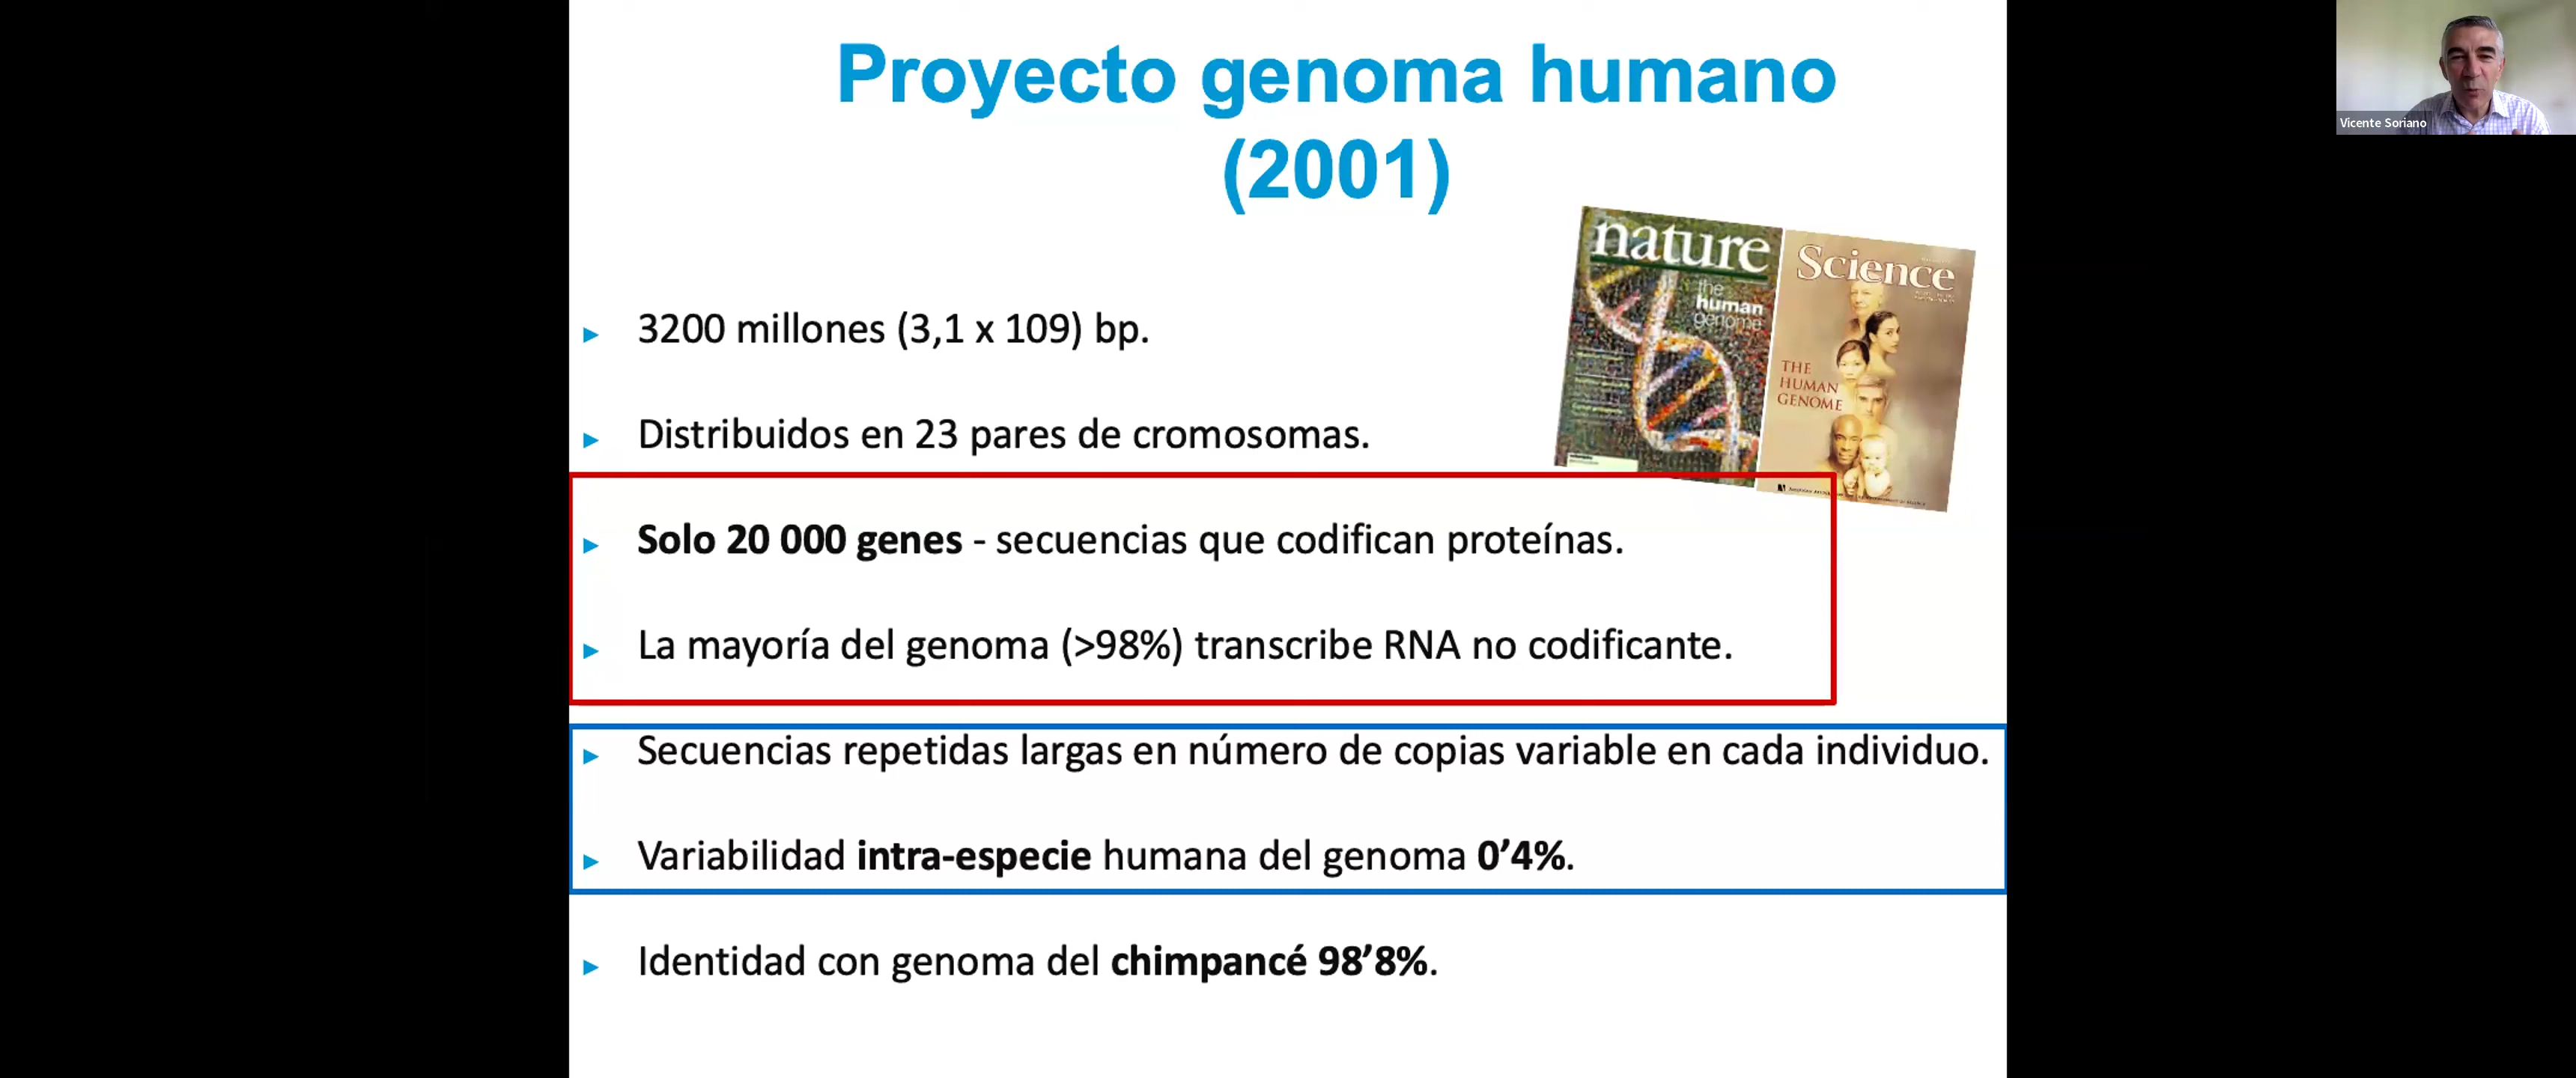 Proyecto genoma humano
(2001)
Vicente Soriano
nature
the
human
genome
Science
THE
HUMAN
GENOME
3200 millones (3,1 x 109) bp.
Distribuidos en 23 pares de cromosomas.
Solo 20 000 genes - secuencias que codifican proteínas.
La mayoría del genoma (>98%) transcribe RNA no codificante.
Secuencias repetidas largas en número de copias variable en cada individuo.
Variabilidad intra-especie humana del genoma 0’4%.
Identidad con genoma del chimpancé 98’8%.